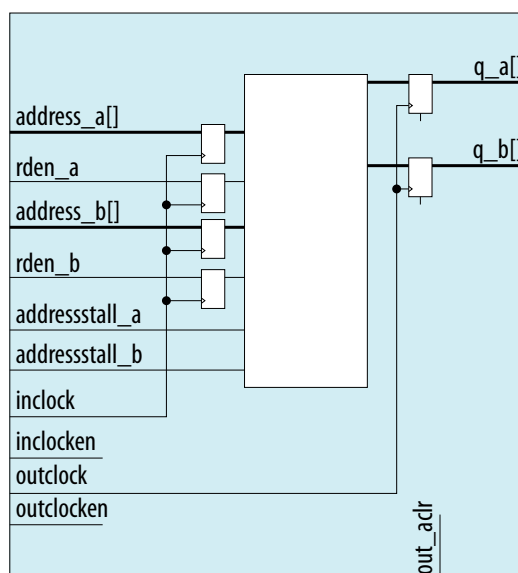 q_a[]
address_a[]
rden_a
q_b[]
address_b[]
rden_b
addressstall_a
addressstall_b
inclock
inclocken
outclock
outclocken
out_aclr